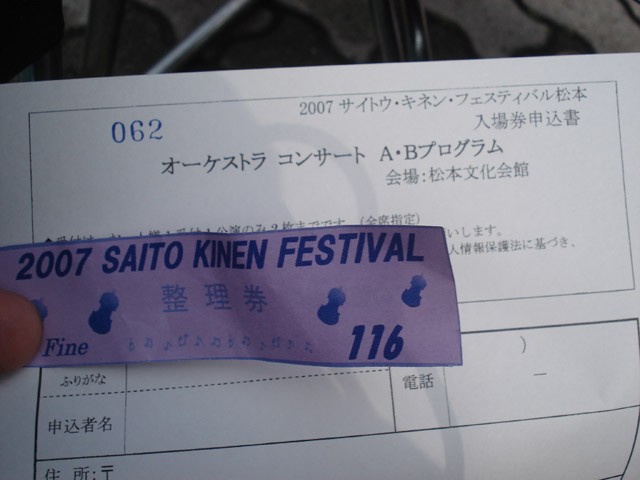 2007 サイトウ・キネン・フェスティバル松本
062
入場券申込書
オーケストラ コンサート A・Bプログラム
会場:松本文化会館
(全席指定)
いします。
人情報保護法に基づき、
2007 SAITO KINEN FESTIVAL
整理券
Fine
116
ふりがな
電話
)
－
申込者名
住 所:〒